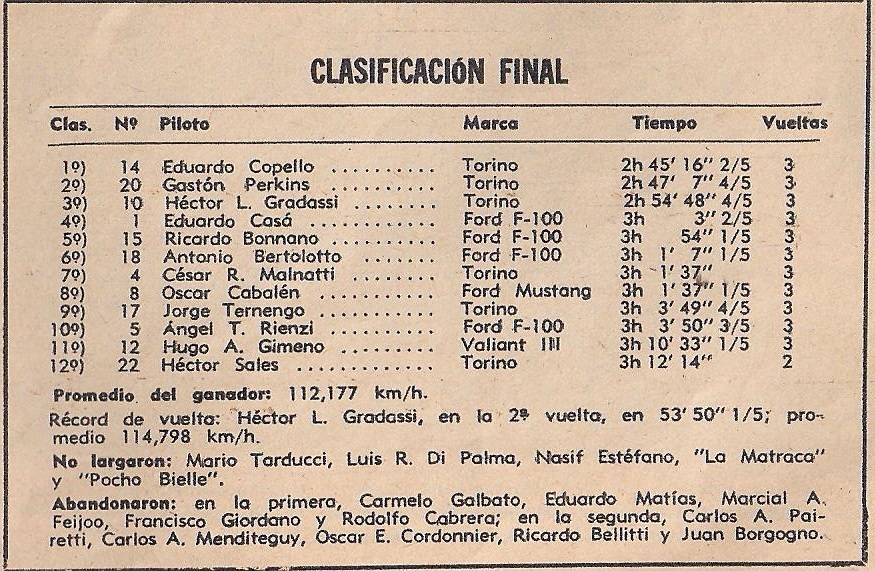 CLASIFICACIÓN FINAL
Clas. Nº Piloto Marca Tiempo Vueltas
1º) 14 Eduardo Copello .......... Torino 2h 45' 16" 2/5 3
2º) 20 Gastón Perkins .......... Torino 2h 47' 7" 4/5 3
3º) 10 Héctor L. Gradassi ........ Torino 2h 54' 48" 4/5 3
4º) 1 Eduardo Casá ............ Ford F-100 3h 3" 2/5 3
5º) 15 Ricardo Bonnano .......... Ford F-100 3h 54" 1/5 3
6º) 18 Antonio Bertolotto ........ Ford F-100 3h 1' 7" 1/5 3
7º) 4 César R. Malnatti ......... Torino 3h 1' 37" 3
8º) 8 Oscar Cabalén ........... Ford Mustang 3h 1' 37" 1/5 3
9º) 17 Jorge Ternengo .......... Torino 3h 3' 49" 4/5 3
10º) 5 Ángel T. Rienzi .......... Ford F-100 3h 3' 50" 3/5 3
11º) 12 Hugo A. Gimeno ......... Valiant III 3h 10' 33" 1/5 3
12º) 22 Héctor Sales ............. Torino 3h 12' 14" 2
Promedio del ganador: 112,177 km/h.
Récord de vuelta: Héctor L. Gradassi, en la 2ª vuelta, en 53' 50" 1/5; pro-
medio 114,798 km/h.
No largaron: Mario Tarducci, Luis R. Di Palma, Nasif Estéfano, "La Matraca"
y "Pocho Bielle".
Abandonaron: en la primera, Carmelo Galbato, Eduardo Matías, Marcial A.
Feijoo, Francisco Giordano y Rodolfo Cabrera; en la segunda, Carlos A. Pai-
retti, Carlos A. Menditeguy, Oscar E. Cordonnier, Ricardo Bellitti y Juan Borgogno.